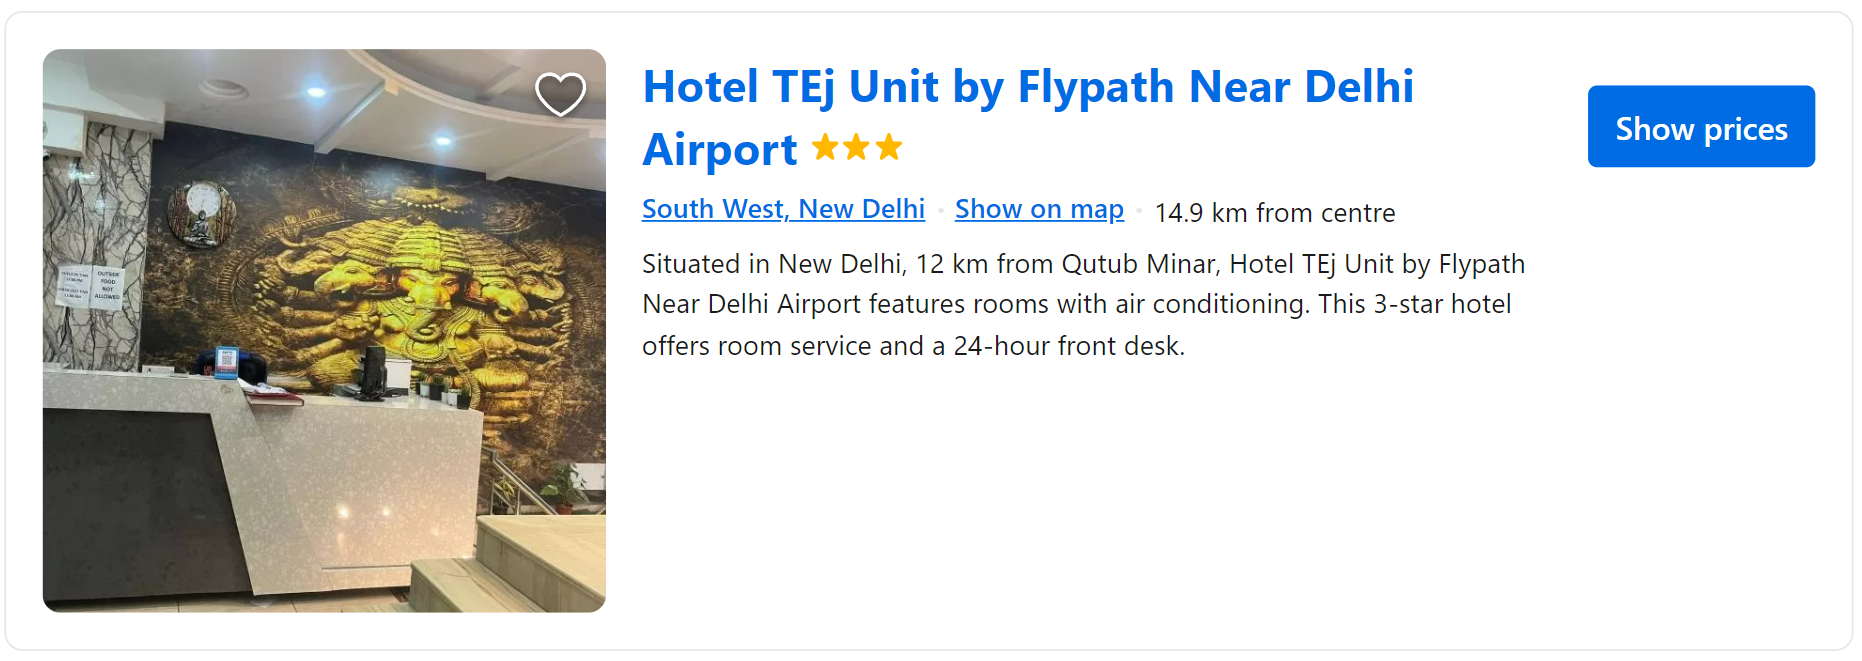 Hotel TEj Unit by Flypath Near Delhi
Airport
Show prices
South West, New Delhi
Show on map
14.9 km from centre
Situated in New Delhi, 12 km from Qutub Minar, Hotel TEj Unit by Flypath
Near Delhi Airport features rooms with air conditioning. This 3-star hotel
offers room service and a 24-hour front desk.
OUTSIDE
FOOD
NOT
ALLOWED